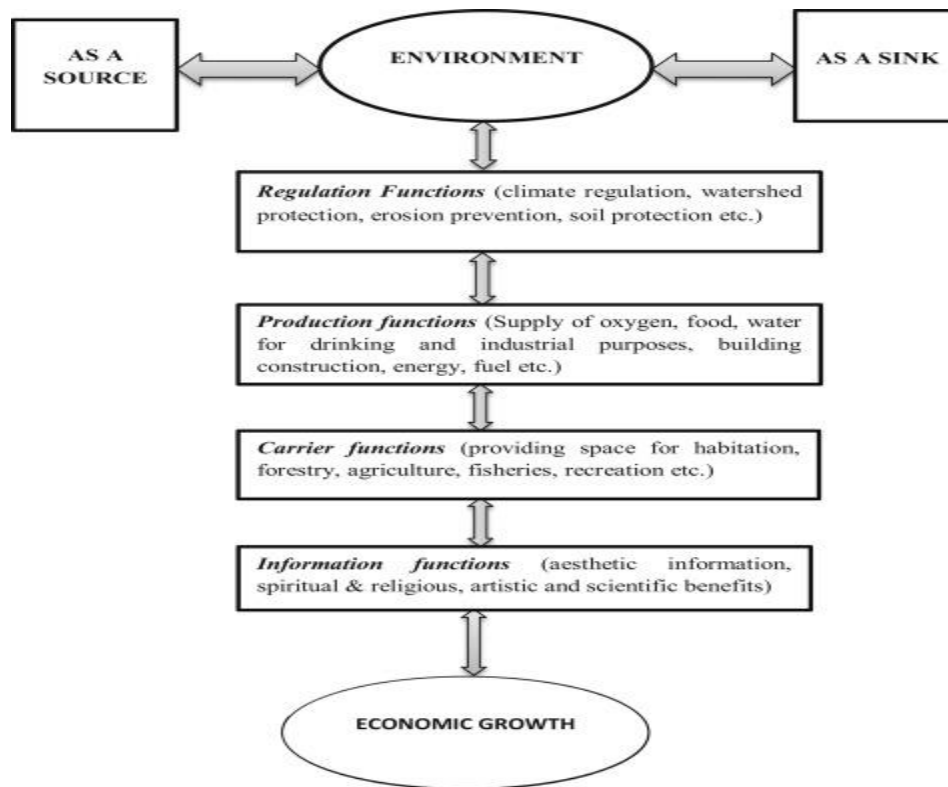 AS A
SOURCE
ENVIRONMENT
AS A SINK
Regulation Functions (climate regulation, watershed
protection, erosion prevention, soil protection etc.)
Production functions (Supply of oxygen, food, water
for drinking and industrial purposes, building
construction, energy, fuel etc.)
Carrier functions (providing space for habitation,
forestry, agriculture, fisheries, recreation etc.)
Information functions (aesthetic information,
spiritual & religious, artistic and scientific benefits)
ECONOMIC GROWTH